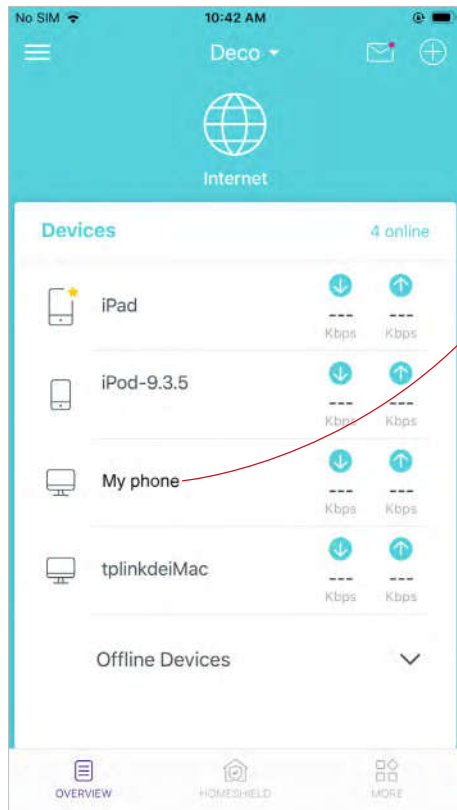 No SIM 10:42 AM
Deco
Internet
Devices 4 online
iPad
--- ---
Kbps Kbps
iPod-9.3.5
--- ---
Kbps Kbps
My phone
--- ---
Kbps Kbps
tplinkdeiMac
--- ---
Kbps Kbps
Offline Devices
OVERVIEW HOMESHIELD MORE